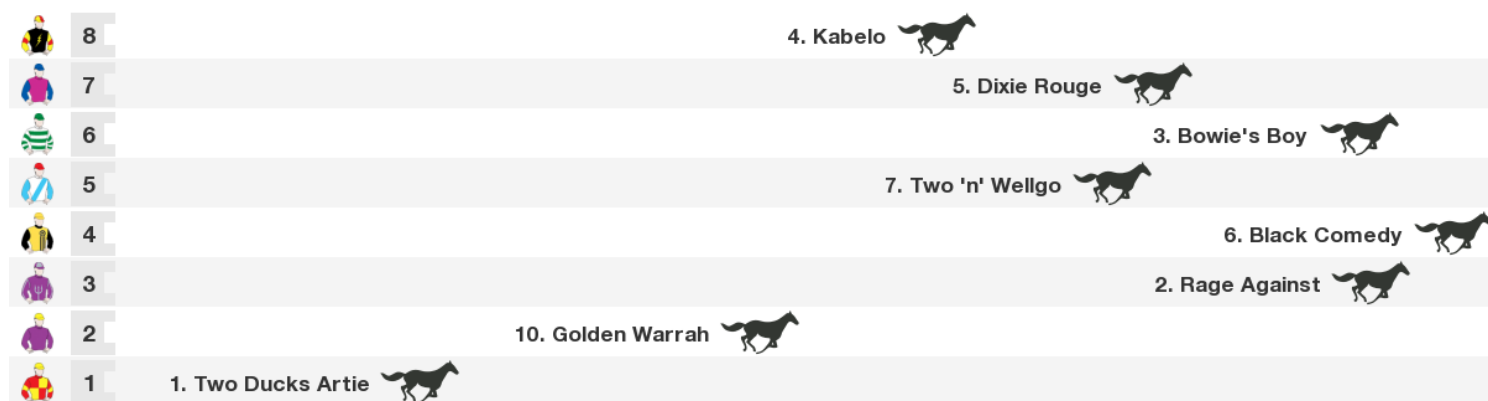 8 4. Kabelo
7 5. Dixie Rouge
6 3. Bowie's Boy
5 7. Two 'n' Wellgo
4 6. Black Comedy
3 2. Rage Against
2 10. Golden Warrah
1 1. Two Ducks Artie